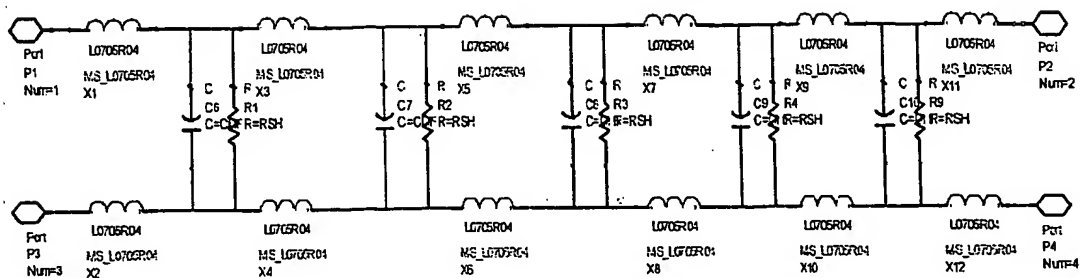 L0705R04
L0705R04
L0705R04
L0705R04
L0705R04
L0705R04
Port
P1
Num=1
MS_L0705R04
X1
C
C6
R
R1
R=RSH
MS_L0705R04
X3
C
C7
R
R2
R=RSH
MS_L0705R04
X5
C
C8
R
R3
R=RSH
MS_L0705R04
X7
C
C9
R
R4
R=RSH
MS_L0705R04
X9
C
C10
R
R9
R=RSH
MS_L0705R04
X11
Port
P2
Num=2
L0705R04
L0705R04
L0705R04
L0705R04
L0705R04
L0705R04
Port
P3
Num=3
MS_L0705R04
X2
MS_L0705R04
X4
MS_L0705R04
X6
MS_L0705R04
X8
MS_L0705R04
X10
MS_L0705R04
X12
Port
P4
Num=4